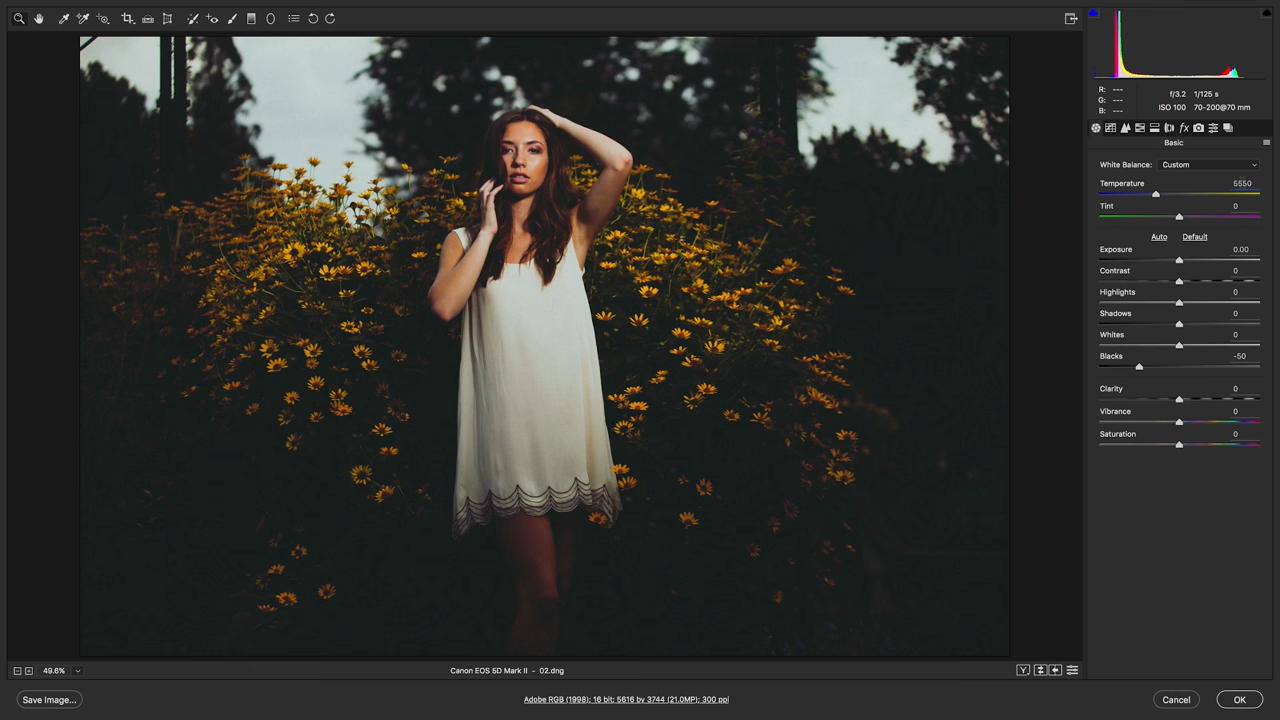 R: ---
G: ---
B: ---
f/3.2 1/125 s
ISO 100 70-200@70 mm
fx
Basic
White Balance: Custom
Temperature 5550
Tint 0
Auto Default
Exposure 0.00
Contrast 0
Highlights 0
Shadows 0
Whites 0
Blacks -50
Clarity 0
Vibrance 0
Saturation 0
49.6%
Canon EOS 5D Mark II - 02.dng
Y
Save Image...
Adobe RGB (1998); 16 bit; 5616 by 3744 (21.0MP); 300 ppi
Cancel
OK